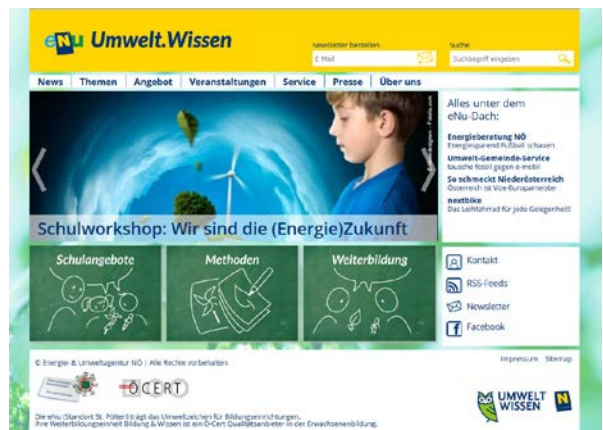 eNu Umwelt.Wissen
Newsletter bestellen
E-Mail
Suche
Suchbegriff eingeben
News Themen Angebot Veranstaltungen Service Presse Über uns
Schulworkshop: Wir sind die (Energie)Zukunft
Alles unter dem
eNu-Dach:
Energieberatung NÖ
Energiesparend Fußball schauen
Umwelt-Gemeinde-Service
tausche fossil gegen e-mobil
So schmeckt Niederösterreich
Österreich ist Vize-Europameister
nextbike
Das LeihRad für jede Gelegenheit!
Schulangebote
Methoden
Weiterbildung
Kontakt
RSS-Feeds
Newsletter
Facebook
© Energie- & Umweltagentur NÖ | Alle Rechte vorbehalten
Impressum Sitemap
ÖCERT
UMWELT
WISSEN
N
Die eNu (Standort St. Pölten) trägt das Umweltzeichen für Bildungseinrichtungen.
Ihre Weiterbildungseinheit Bildung & Wissen ist ein Ö-Cert Qualitätsanbieter in der Erwachsenenbildung.